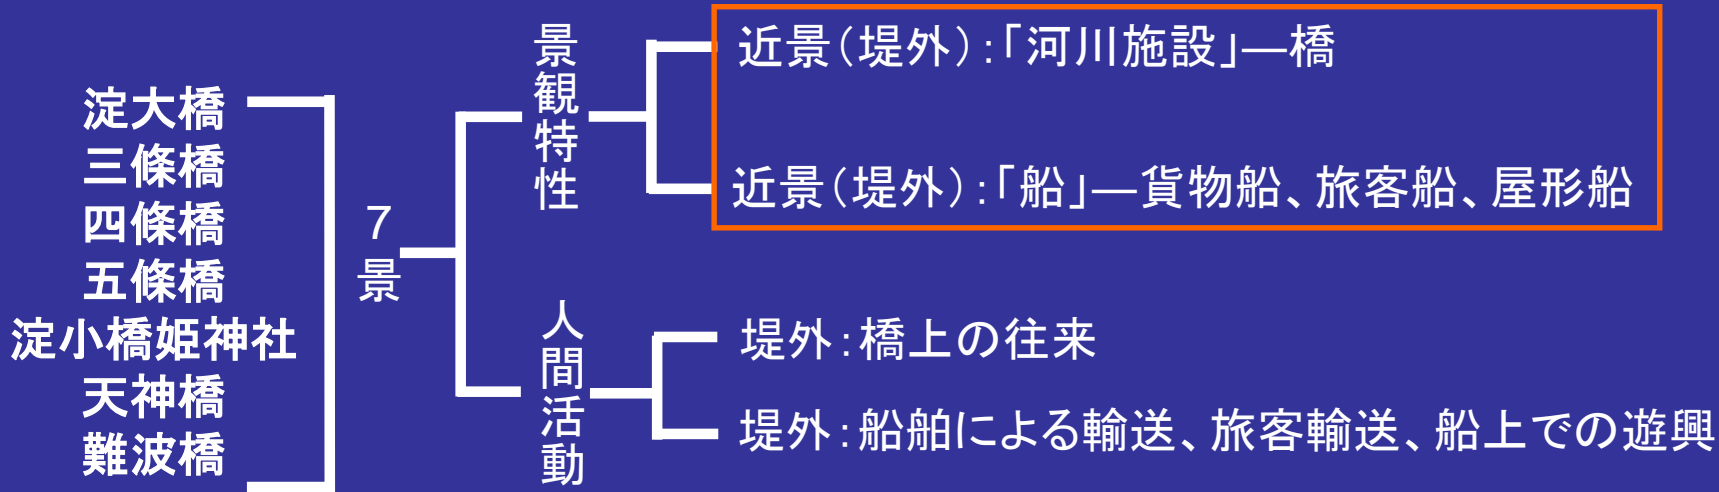 淀大橋
三條橋
四條橋
五條橋
淀小橋姫神社
天神橋
難波橋
7景
景観特性
近景（堤外）：「河川施設」―橋
近景（堤外）：「船」―貨物船、旅客船、屋形船
人間活動
堤外：橋上の往来
堤外：船舶による輸送、旅客輸送、船上での遊興